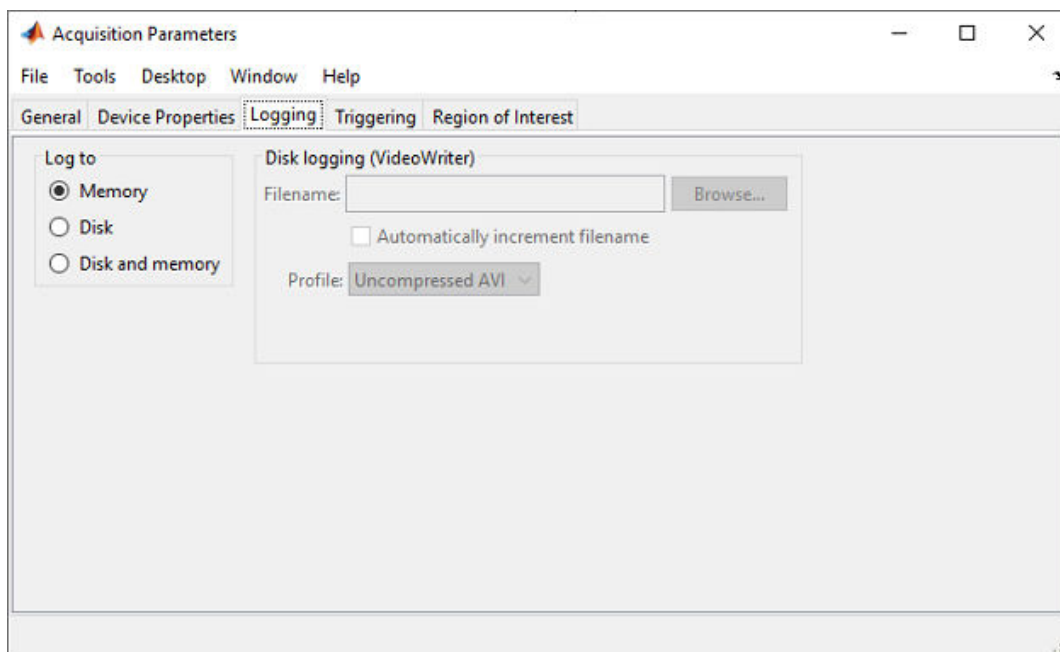 Acquisition Parameters
File Tools Desktop Window Help
General Device Properties Logging Triggering Region of Interest
Log to
Memory
Disk
Disk and memory
Disk logging (VideoWriter)
Filename: Browse...
Automatically increment filename
Profile: Uncompressed AVI